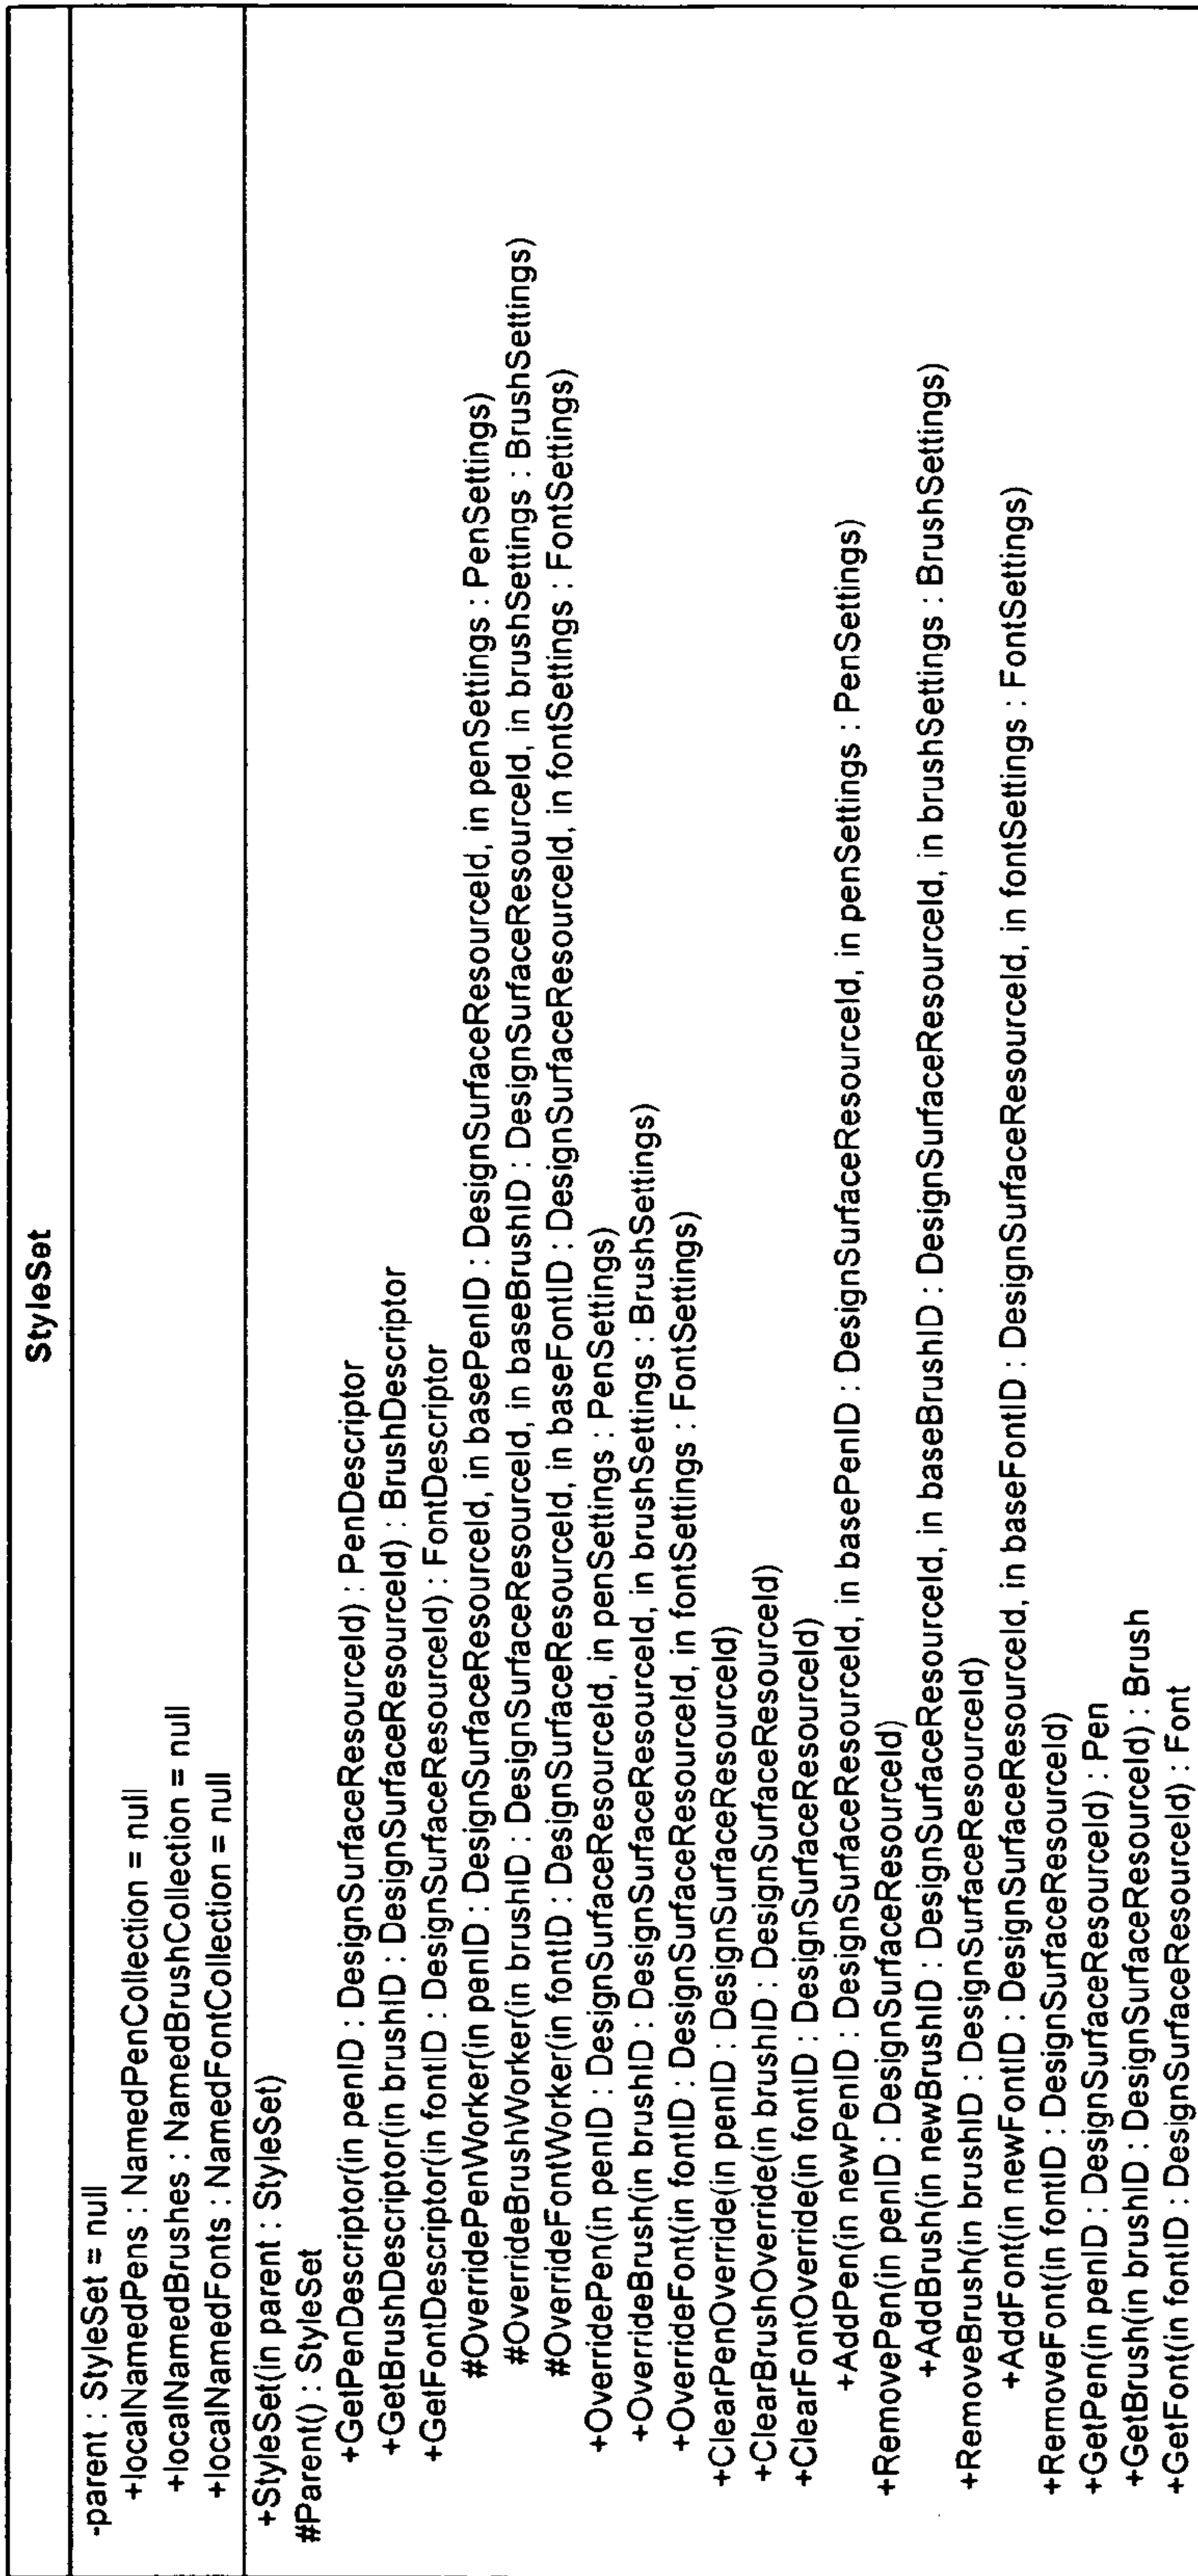 StyleSet
-parent : StyleSet = null
+localNamedPens : NamedPenCollection = null
+localNamedBrushes : NamedBrushCollection = null
+localNamedFonts : NamedFontCollection = null
+StyleSet(in parent : StyleSet)
#Parent() : StyleSet
+GetPenDescriptor(in penID : DesignSurfaceResourceId) : PenDescriptor
+GetBrushDescriptor(in brushID : DesignSurfaceResourceId) : BrushDescriptor
+GetFontDescriptor(in fontID : DesignSurfaceResourceId) : FontDescriptor
#OverridePenWorker(in penID : DesignSurfaceResourceId, in basePenID : DesignSurfaceResourceId, in penSettings : PenSettings)
#OverrideBrushWorker(in brushID : DesignSurfaceResourceId, in baseBrushID : DesignSurfaceResourceId, in brushSettings : BrushSettings)
#OverrideFontWorker(in fontID : DesignSurfaceResourceId, in baseFontID : DesignSurfaceResourceId, in fontSettings : FontSettings)
+OverridePen(in penID : DesignSurfaceResourceId, in penSettings : PenSettings)
+OverrideBrush(in brushID : DesignSurfaceResourceId, in brushSettings : BrushSettings)
+OverrideFont(in fontID : DesignSurfaceResourceId, in fontSettings : FontSettings)
+ClearPenOverride(in penID : DesignSurfaceResourceId)
+ClearBrushOverride(in brushID : DesignSurfaceResourceId)
+ClearFontOverride(in fontID : DesignSurfaceResourceId)
+AddPen(in newPenID : DesignSurfaceResourceId, in basePenID : DesignSurfaceResourceId, in penSettings : PenSettings)
+RemovePen(in penID : DesignSurfaceResourceId)
+AddBrush(in newBrushID : DesignSurfaceResourceId, in baseBrushID : DesignSurfaceResourceId, in brushSettings : BrushSettings)
+RemoveBrush(in brushID : DesignSurfaceResourceId)
+AddFont(in newFontID : DesignSurfaceResourceId, in baseFontID : DesignSurfaceResourceId, in fontSettings : FontSettings)
+RemoveFont(in fontID : DesignSurfaceResourceId)
+GetPen(in penID : DesignSurfaceResourceId) : Pen
+GetBrush(in brushID : DesignSurfaceResourceId) : Brush
+GetFont(in fontID : DesignSurfaceResourceId) : Font